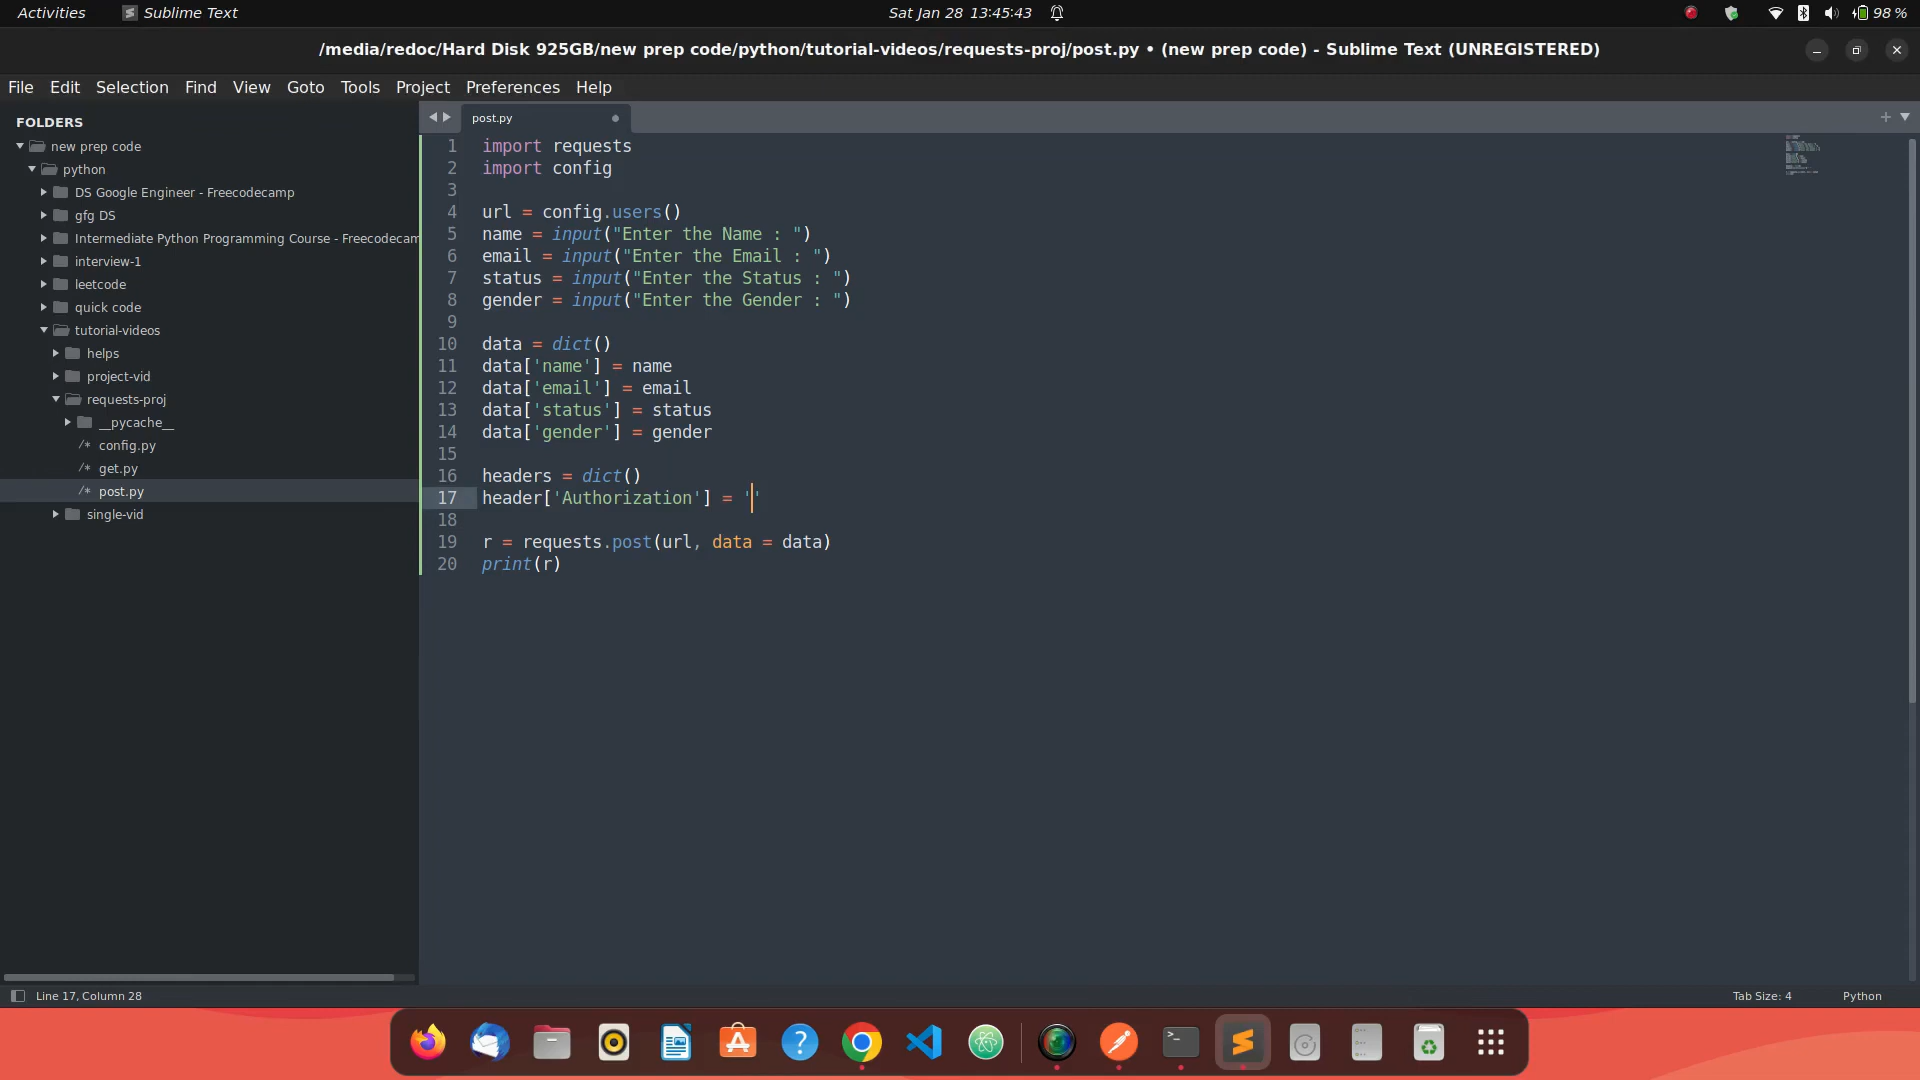 Activities
Sublime Text
Sat Jan 28 13:45:43
98 %
/media/redoc/Hard Disk 925GB/new prep code/python/tutorial-videos/requests-proj/post.py • (new prep code) - Sublime Text (UNREGISTERED)
File Edit Selection Find View Goto Tools Project Preferences Help
FOLDERS
new prep code
python
DS Google Engineer - Freecodecamp
gfg DS
Intermediate Python Programming Course - Freecodecam
interview-1
leetcode
quick code
tutorial-videos
helps
project-vid
requests-proj
__pycache__
/* config.py
/* get.py
/* post.py
single-vid
post.py
1 import requests
2 import config
3
4 url = config.users()
5 name = input("Enter the Name : ")
6 email = input("Enter the Email : ")
7 status = input("Enter the Status : ")
8 gender = input("Enter the Gender : ")
9
10 data = dict()
11 data['name'] = name
12 data['email'] = email
13 data['status'] = status
14 data['gender'] = gender
15
16 headers = dict()
17 header['Authorization'] = ''
18
19 r = requests.post(url, data = data)
20 print(r)
Line 17, Column 28
Tab Size: 4
Python